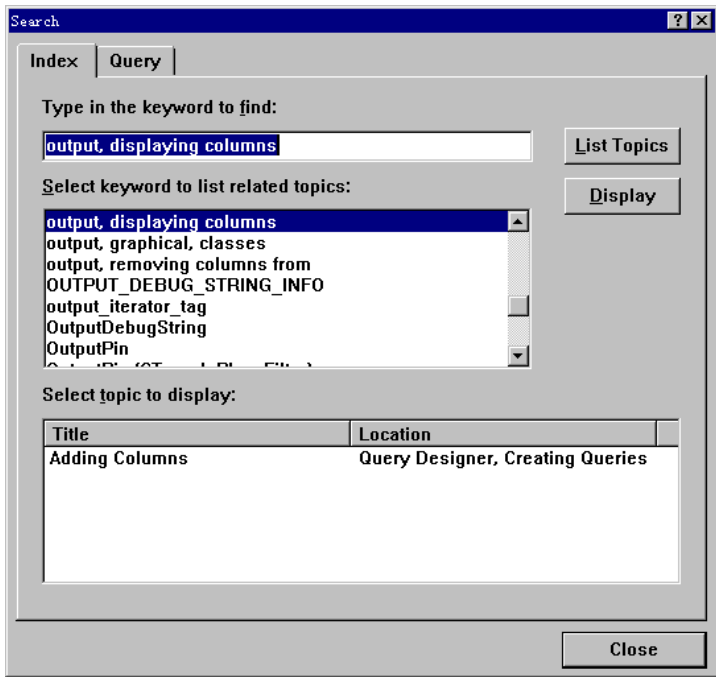 Search
Index Query
Type in the keyword to find:
output, displaying columns
List Topics
Select keyword to list related topics:
Display
output, displaying columns
output, graphical, classes
output, removing columns from
OUTPUT_DEBUG_STRING_INFO
output_iterator_tag
OutputDebugString
OutputPin
Select topic to display:
Title Location
Adding Columns Query Designer, Creating Queries
Close